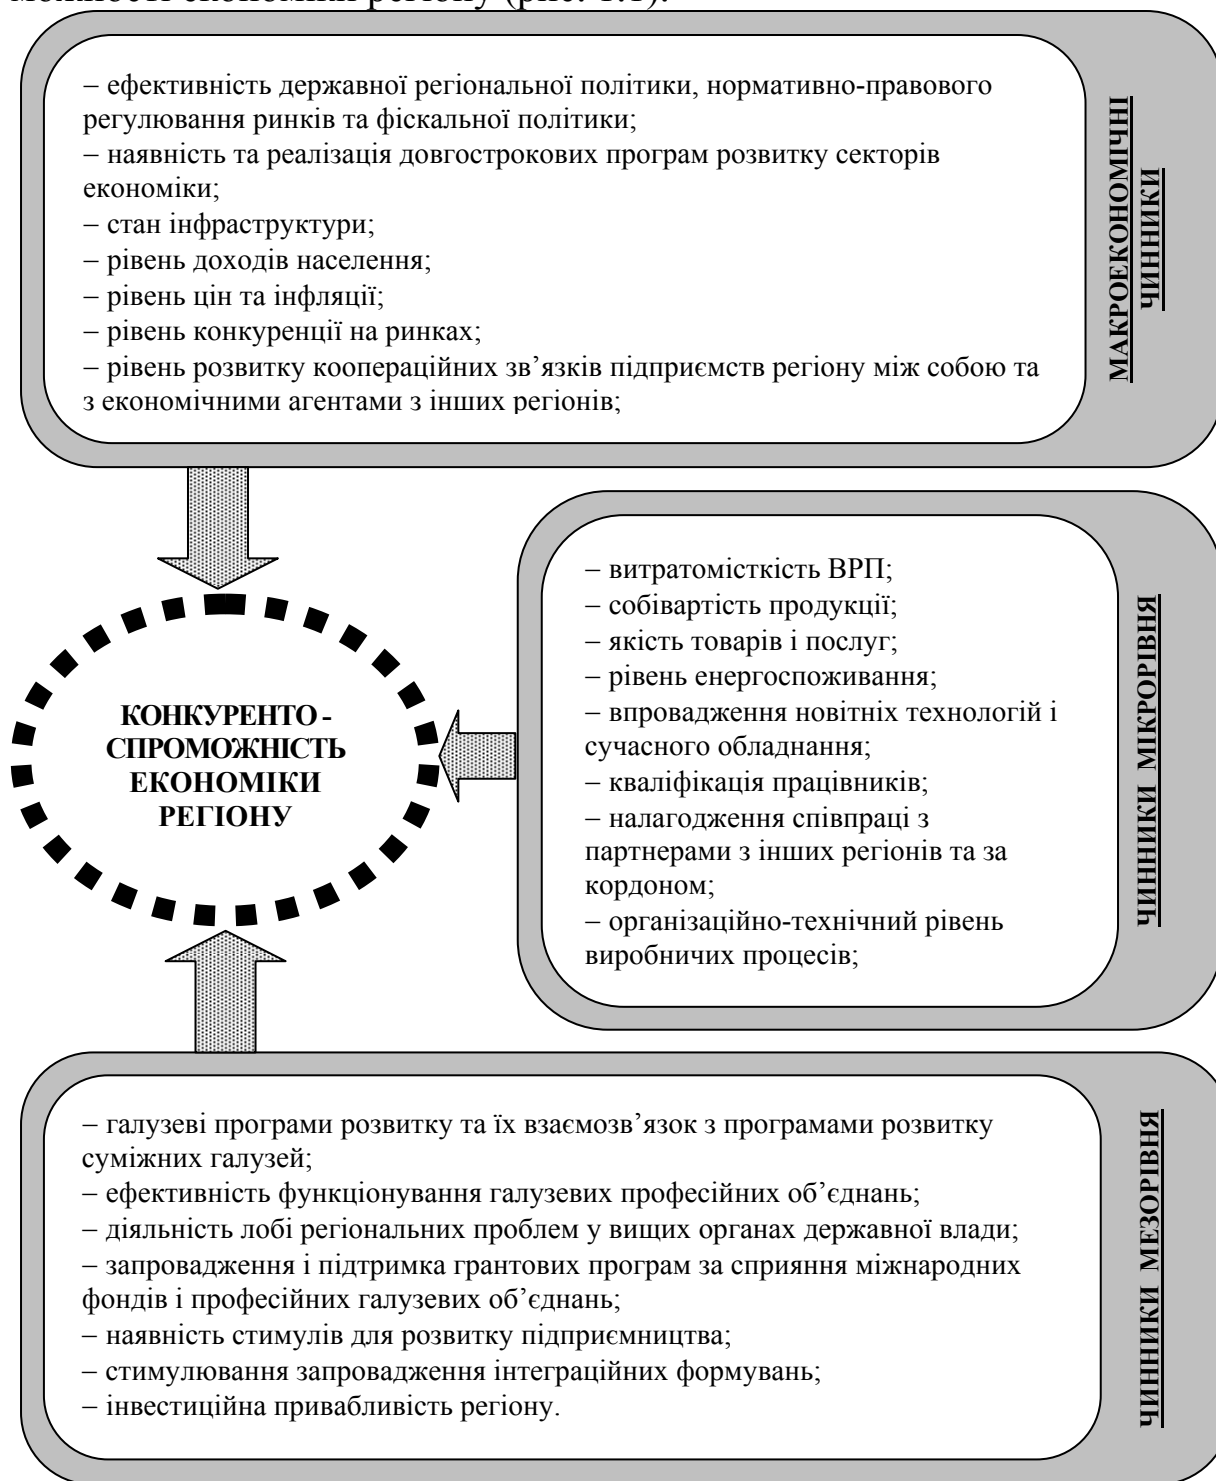 можності економіки регіону (рис. 1.1).
– ефективність державної регіональної політики, нормативно-правового
регулювання ринків та фіскальної політики;
– наявність та реалізація довгострокових програм розвитку секторів
економіки;
– стан інфраструктури;
– рівень доходів населення;
– рівень цін та інфляції;
– рівень конкуренції на ринках;
– рівень розвитку коопераційних зв’язків підприємств регіону між собою та
з економічними агентами з інших регіонів;
МАКРОЕКОНОМІЧНІ
ЧИННИКИ
КОНКУРЕНТО -
СПРОМОЖНІСТЬ
ЕКОНОМІКИ
РЕГІОНУ
– витратомісткість ВРП;
– собівартість продукції;
– якість товарів і послуг;
– рівень енергоспоживання;
– впровадження новітніх технологій і
сучасного обладнання;
– кваліфікація працівників;
– налагодження співпраці з
партнерами з інших регіонів та за
кордоном;
– організаційно-технічний рівень
виробничих процесів;
ЧИННИКИ МІКРОРІВНЯ
– галузеві програми розвитку та їх взаємозв’язок з програмами розвитку
суміжних галузей;
– ефективність функціонування галузевих професійних об’єднань;
– діяльність лобі регіональних проблем у вищих органах державної влади;
– запровадження і підтримка грантових програм за сприяння міжнародних
фондів і професійних галузевих об’єднань;
– наявність стимулів для розвитку підприємництва;
– стимулювання запровадження інтеграційних формувань;
– інвестиційна привабливість регіону.
ЧИННИКИ МЕЗОРІВНЯ